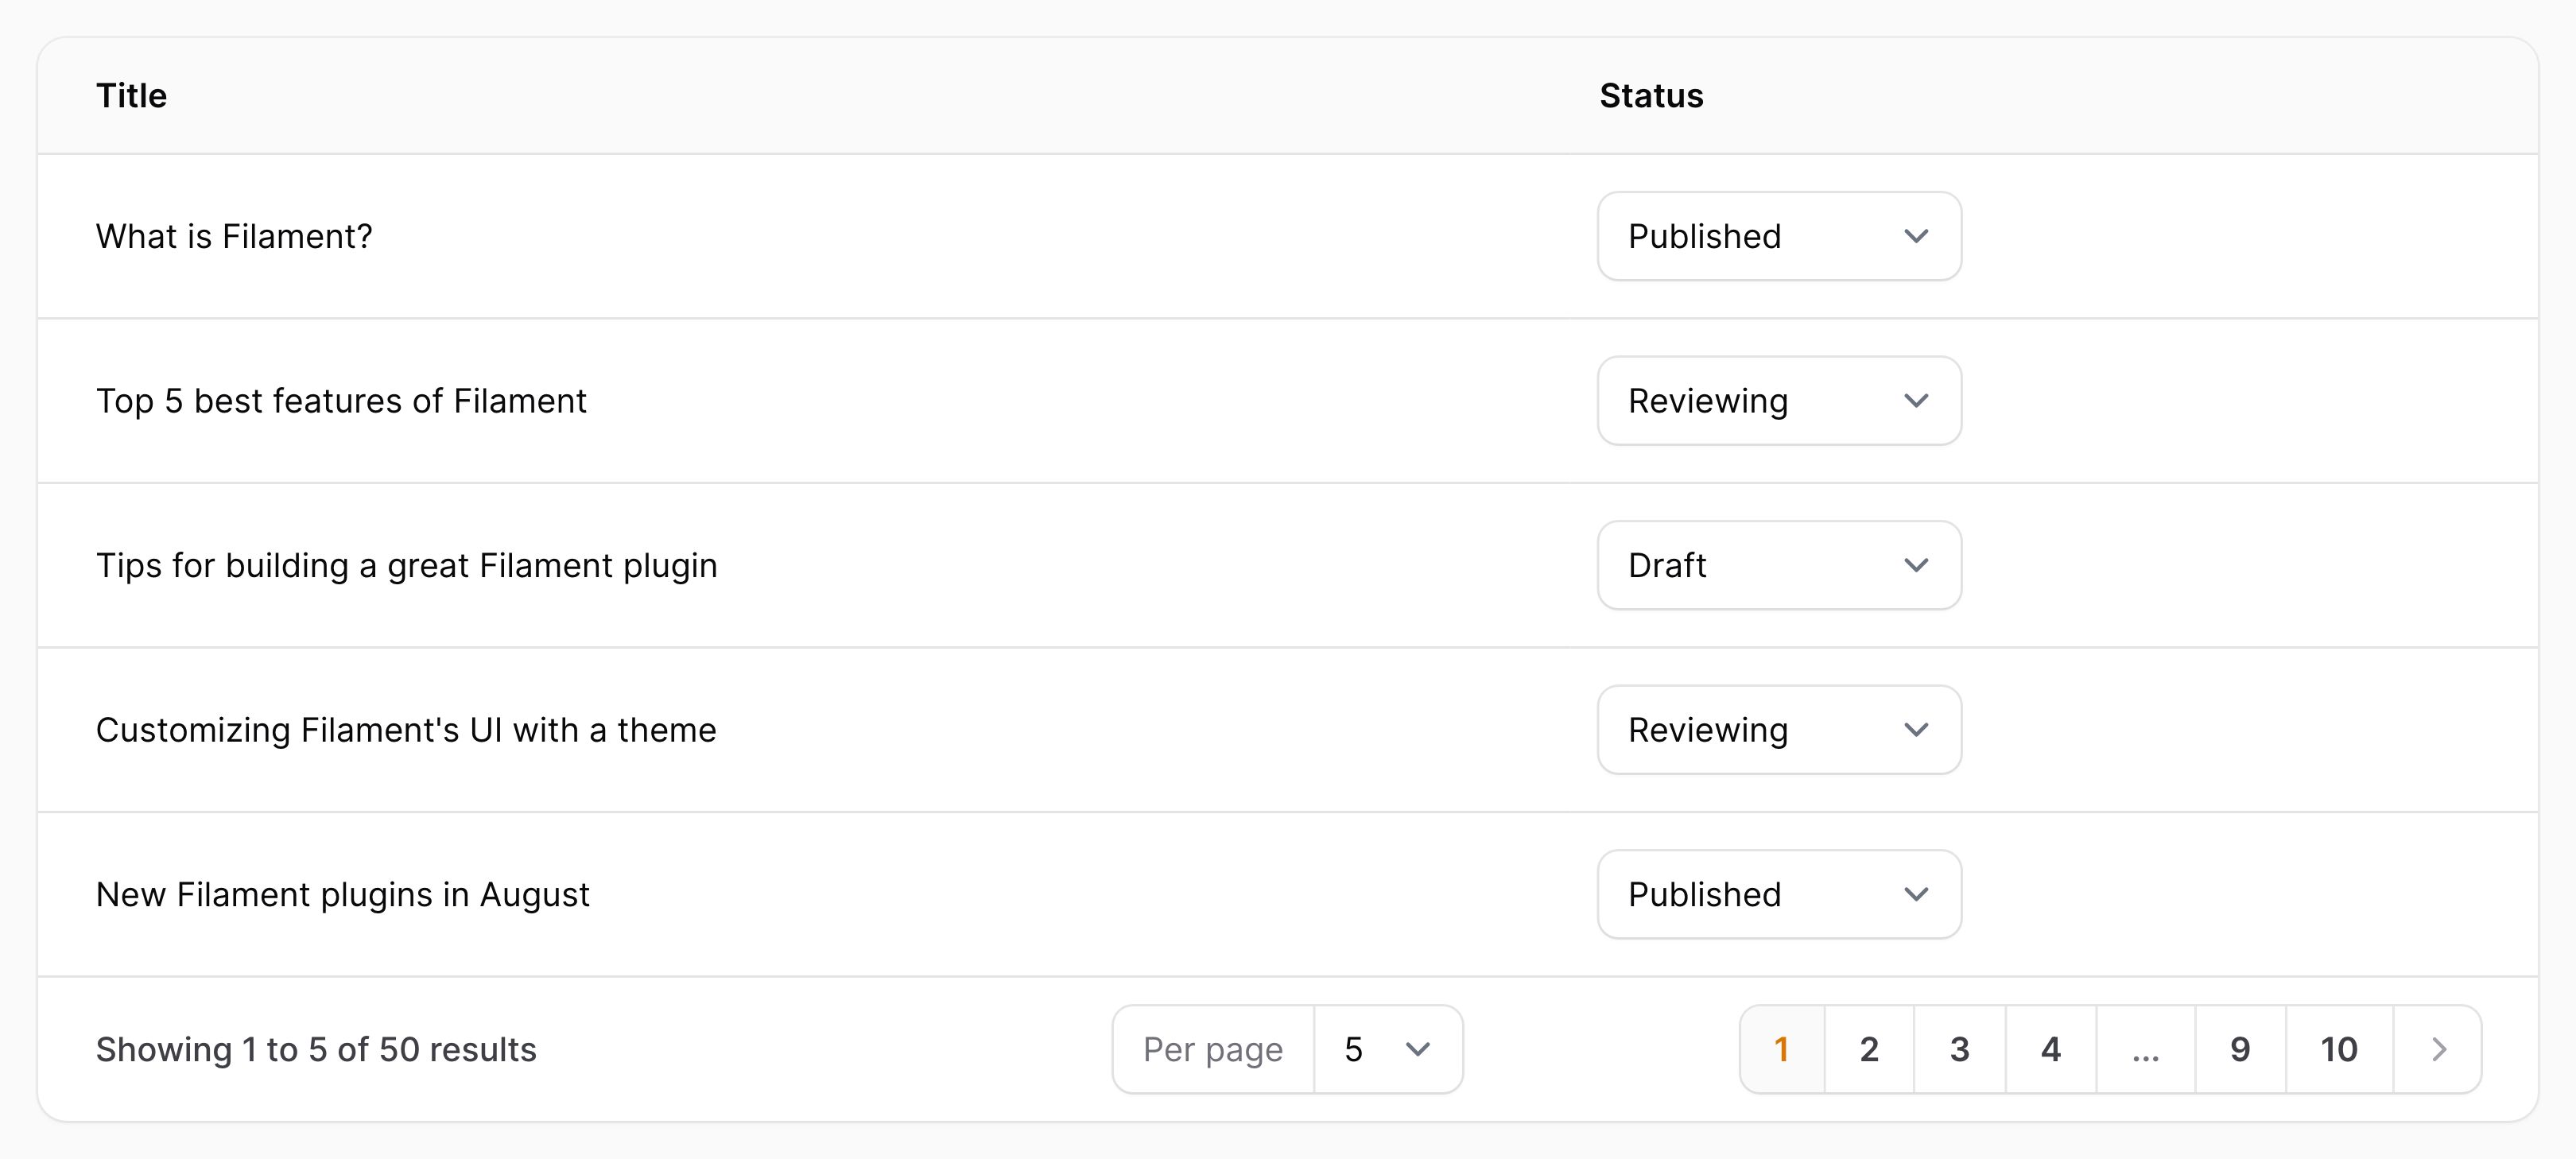 Title Status
What is Filament? Published
Top 5 best features of Filament Reviewing
Tips for building a great Filament plugin Draft
Customizing Filament's UI with a theme Reviewing
New Filament plugins in August Published
Showing 1 to 5 of 50 results Per page 5 1 2 3 4 ... 9 10